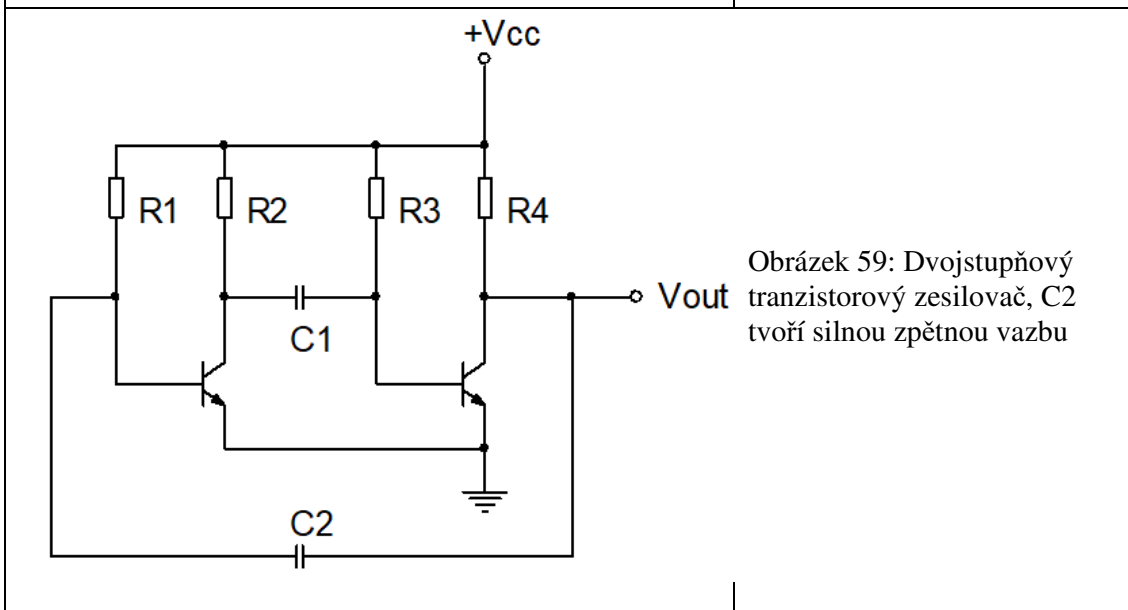 +Vcc
R1
R2
R3
R4
Vout
C1
C2
Obrázek 59: Dvojstupňový
tranzistorový zesilovač, C2
tvoří silnou zpětnou vazbu